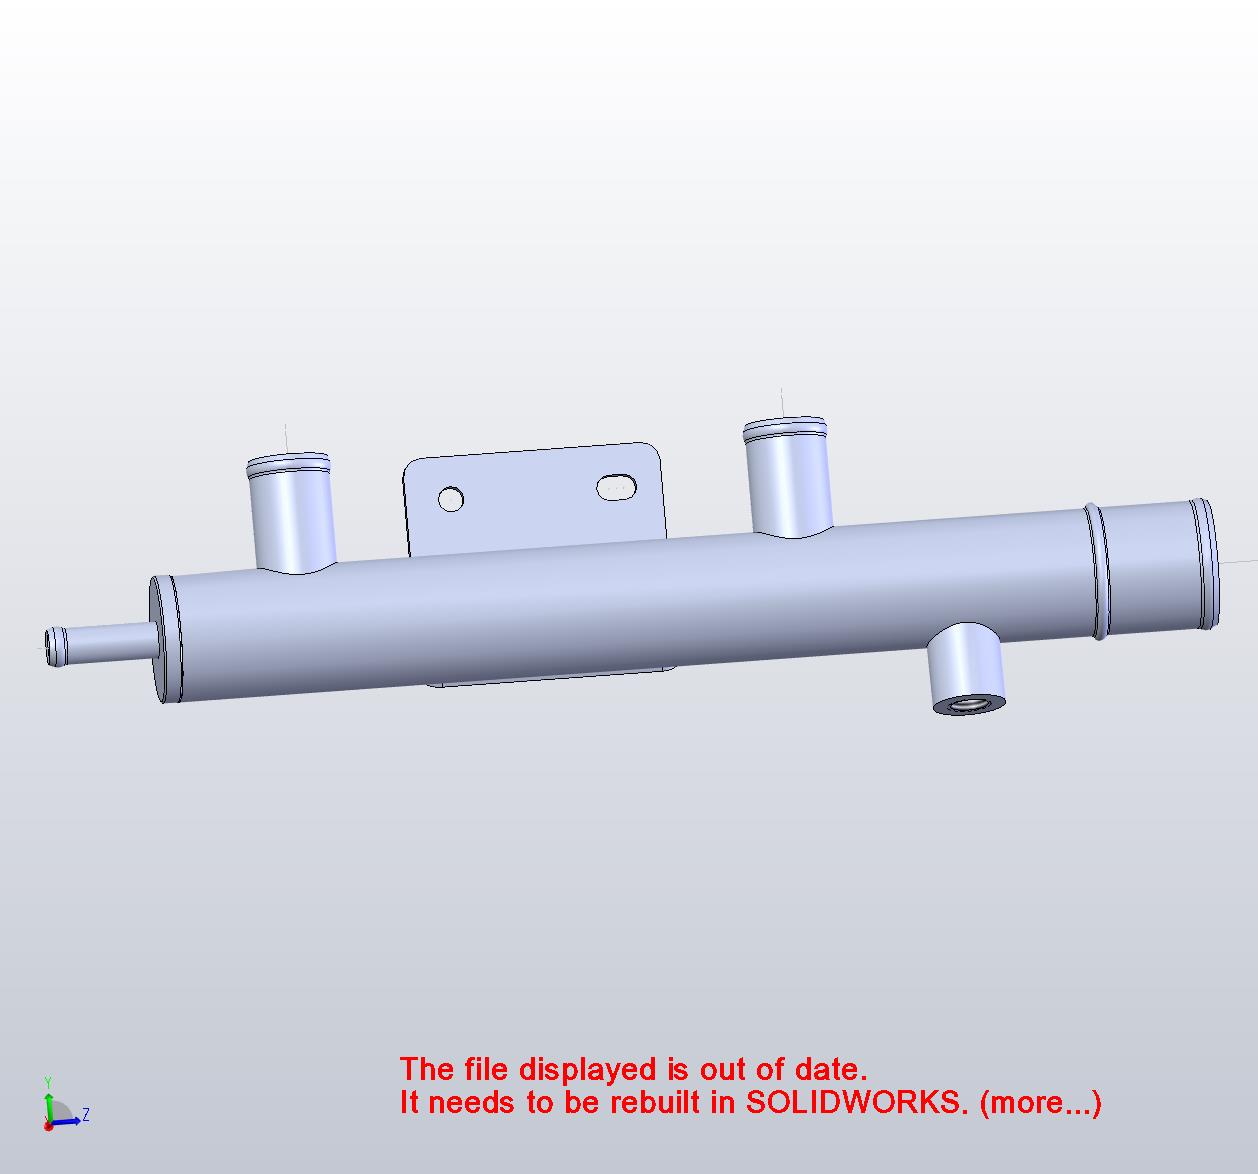 The file displayed is out of date.
It needs to be rebuilt in SOLIDWORKS. (more...)
Y
Z